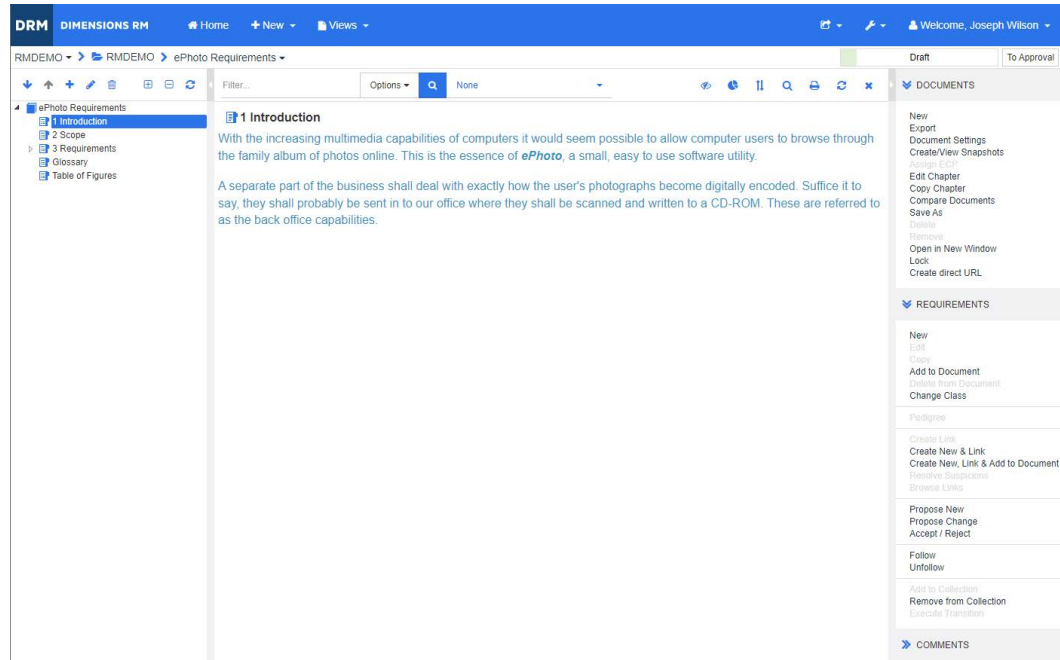 DRM DIMENSIONS RM Home New Views Welcome, Joseph Wilson
RMDEMO RMDEMO ePhoto Requirements Draft To Approval
Filter... Options None
ePhoto Requirements
1 Introduction
2 Scope
3 Requirements
Glossary
Table of Figures
1 Introduction
With the increasing multimedia capabilities of computers it would seem possible to allow computer users to browse through
the family album of photos online. This is the essence of ePhoto, a small, easy to use software utility.
A separate part of the business shall deal with exactly how the user's photographs become digitally encoded. Suffice it to
say, they shall probably be sent in to our office where they shall be scanned and written to a CD-ROM. These are referred to
as the back office capabilities.
DOCUMENTS
New
Export
Document Settings
Create/View Snapshots
Assign ECP
Edit Chapter
Copy Chapter
Compare Documents
Save As
Delete
Remove
Open in New Window
Lock
Create direct URL
REQUIREMENTS
New
Edit
Copy
Add to Document
Delete from Document
Change Class
Pedigree
Create Link
Create New & Link
Create New, Link & Add to Document
Resolve Suspicions
Browse Links
Propose New
Propose Change
Accept / Reject
Follow
Unfollow
Add to Collection
Remove from Collection
Execute Transition
COMMENTS